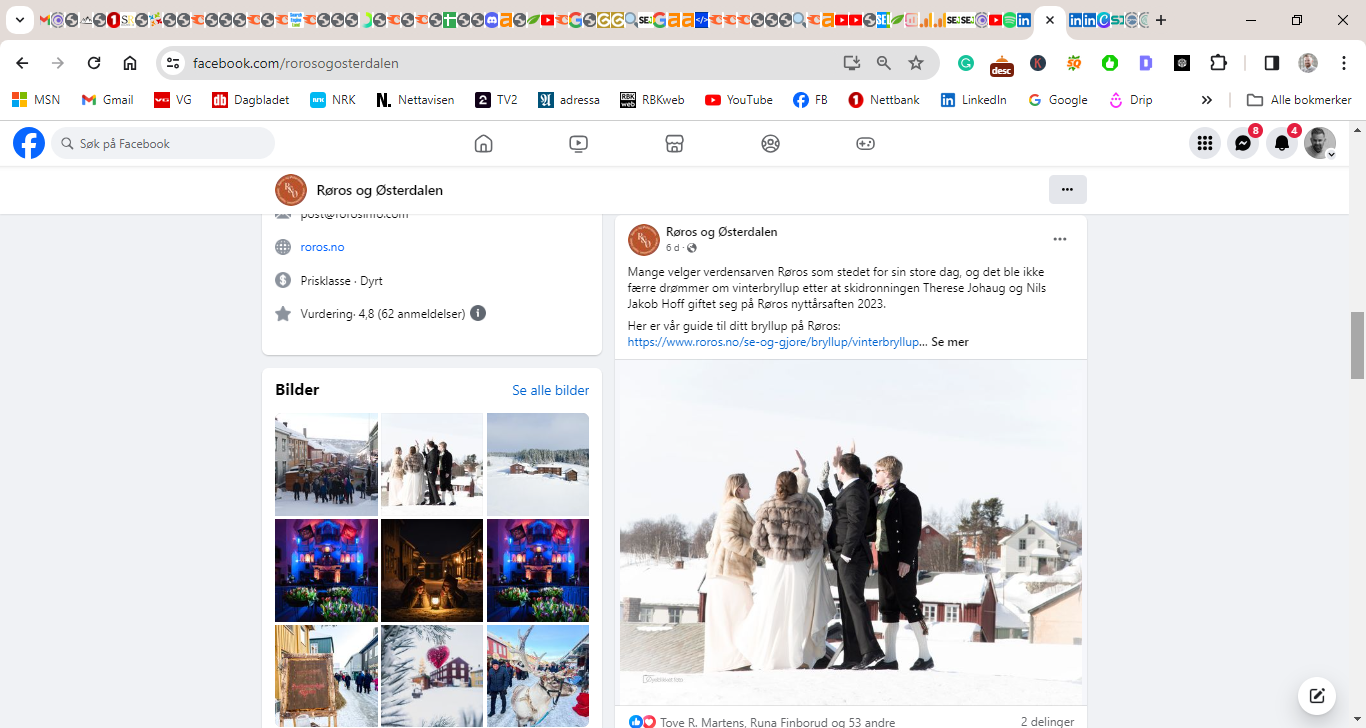 facebook.com/rorosogosterdalen
desc
MSN
Gmail
VG
Dagbladet
NRK
Nettavisen
TV2
adressa
RBKweb
YouTube
FB
Nettbank
LinkedIn
Google
Drip
Alle bokmerker
Søk på Facebook
8
4
Røros og Østerdalen
post@rorosinfo.com
roros.no
Prisklasse · Dyrt
Vurdering· 4,8 (62 anmeldelser)
Bilder
Se alle bilder
Røros og Østerdalen
6 d ·
Mange velger verdensarven Røros som stedet for sin store dag, og det ble ikke
færre drømmer om vinterbryllup etter at skidronningen Therese Johaug og Nils
Jakob Hoff giftet seg på Røros nyttårsaften 2023.
Her er vår guide til ditt bryllup på Røros:
https://www.roros.no/se-og-gjore/bryllup/vinterbryllup... Se mer
Tove R. Martens, Runa Finborud og 53 andre
2 delinger